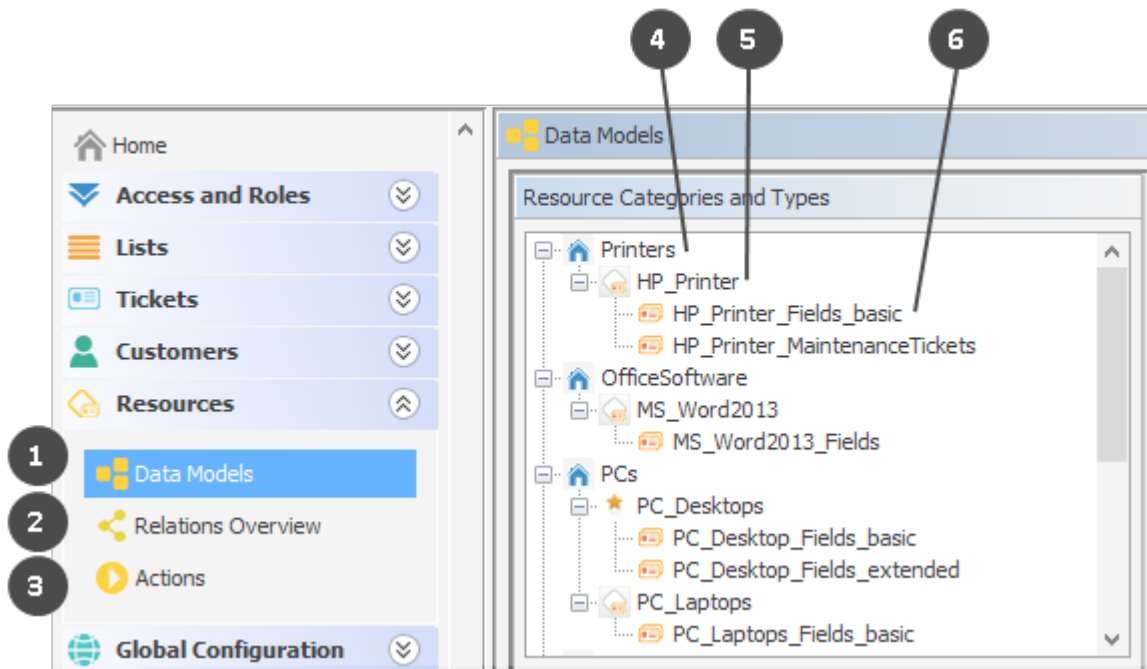 4 5 6
Home
Access and Roles
Lists
Tickets
Customers
Resources
1 Data Models
2 Relations Overview
3 Actions
Global Configuration
Data Models
Resource Categories and Types
Printers
HP_Printer
HP_Printer_Fields_basic
HP_Printer_MaintenanceTickets
OfficeSoftware
MS_Word2013
MS_Word2013_Fields
PCs
PC_Desktops
PC_Desktop_Fields_basic
PC_Desktop_Fields_extended
PC_Laptops
PC_Laptops_Fields_basic